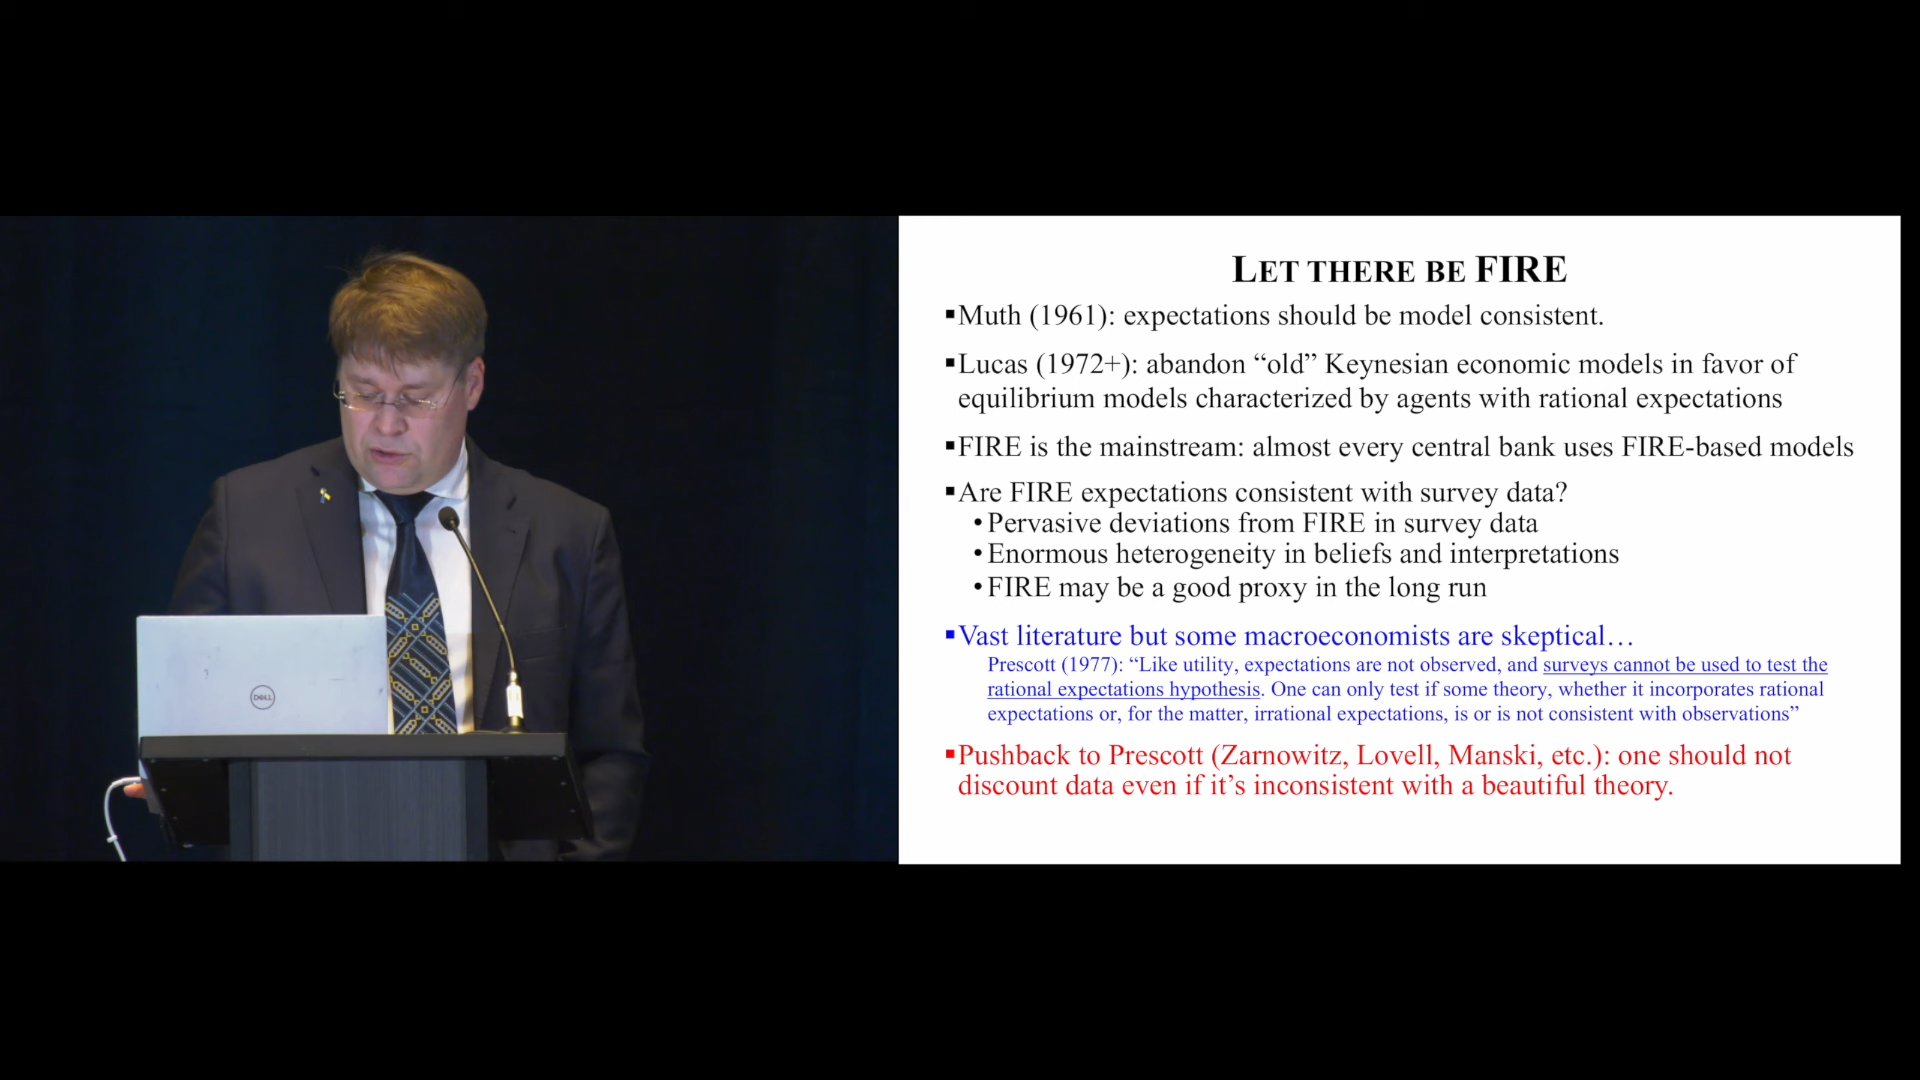 LET THERE BE FIRE
▪Muth (1961): expectations should be model consistent.
▪Lucas (1972+): abandon “old” Keynesian economic models in favor of
equilibrium models characterized by agents with rational expectations
▪FIRE is the mainstream: almost every central bank uses FIRE-based models
▪Are FIRE expectations consistent with survey data?
•Pervasive deviations from FIRE in survey data
•Enormous heterogeneity in beliefs and interpretations
•FIRE may be a good proxy in the long run
▪Vast literature but some macroeconomists are skeptical…
Prescott (1977): “Like utility, expectations are not observed, and surveys cannot be used to test the
rational expectations hypothesis. One can only test if some theory, whether it incorporates rational
expectations or, for the matter, irrational expectations, is or is not consistent with observations”
▪Pushback to Prescott (Zarnowitz, Lovell, Manski, etc.): one should not
discount data even if it’s inconsistent with a beautiful theory.
DELL